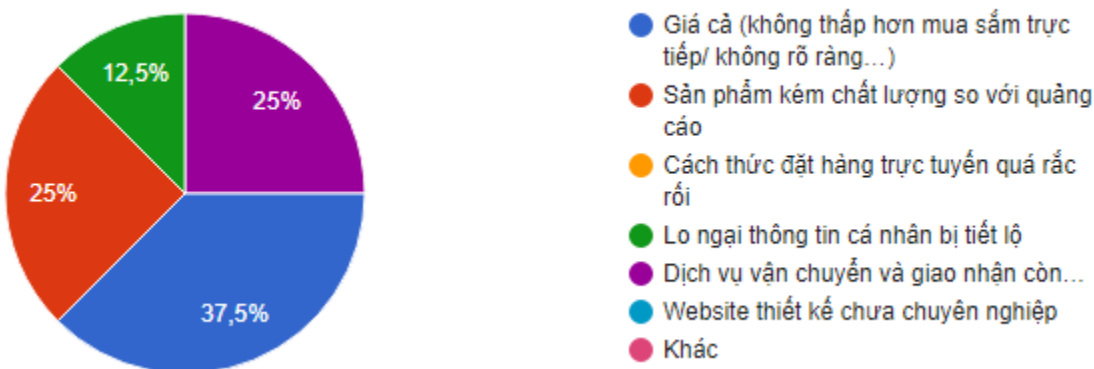 12,5%
25%
25%
37,5%
Giá cả (không thấp hơn mua sắm trực
tiếp/ không rõ ràng…)
Sản phẩm kém chất lượng so với quảng
cáo
Cách thức đặt hàng trực tuyến quá rắc
rối
Lo ngại thông tin cá nhân bị tiết lộ
Dịch vụ vận chuyển và giao nhận còn…
Website thiết kế chưa chuyên nghiệp
Khác